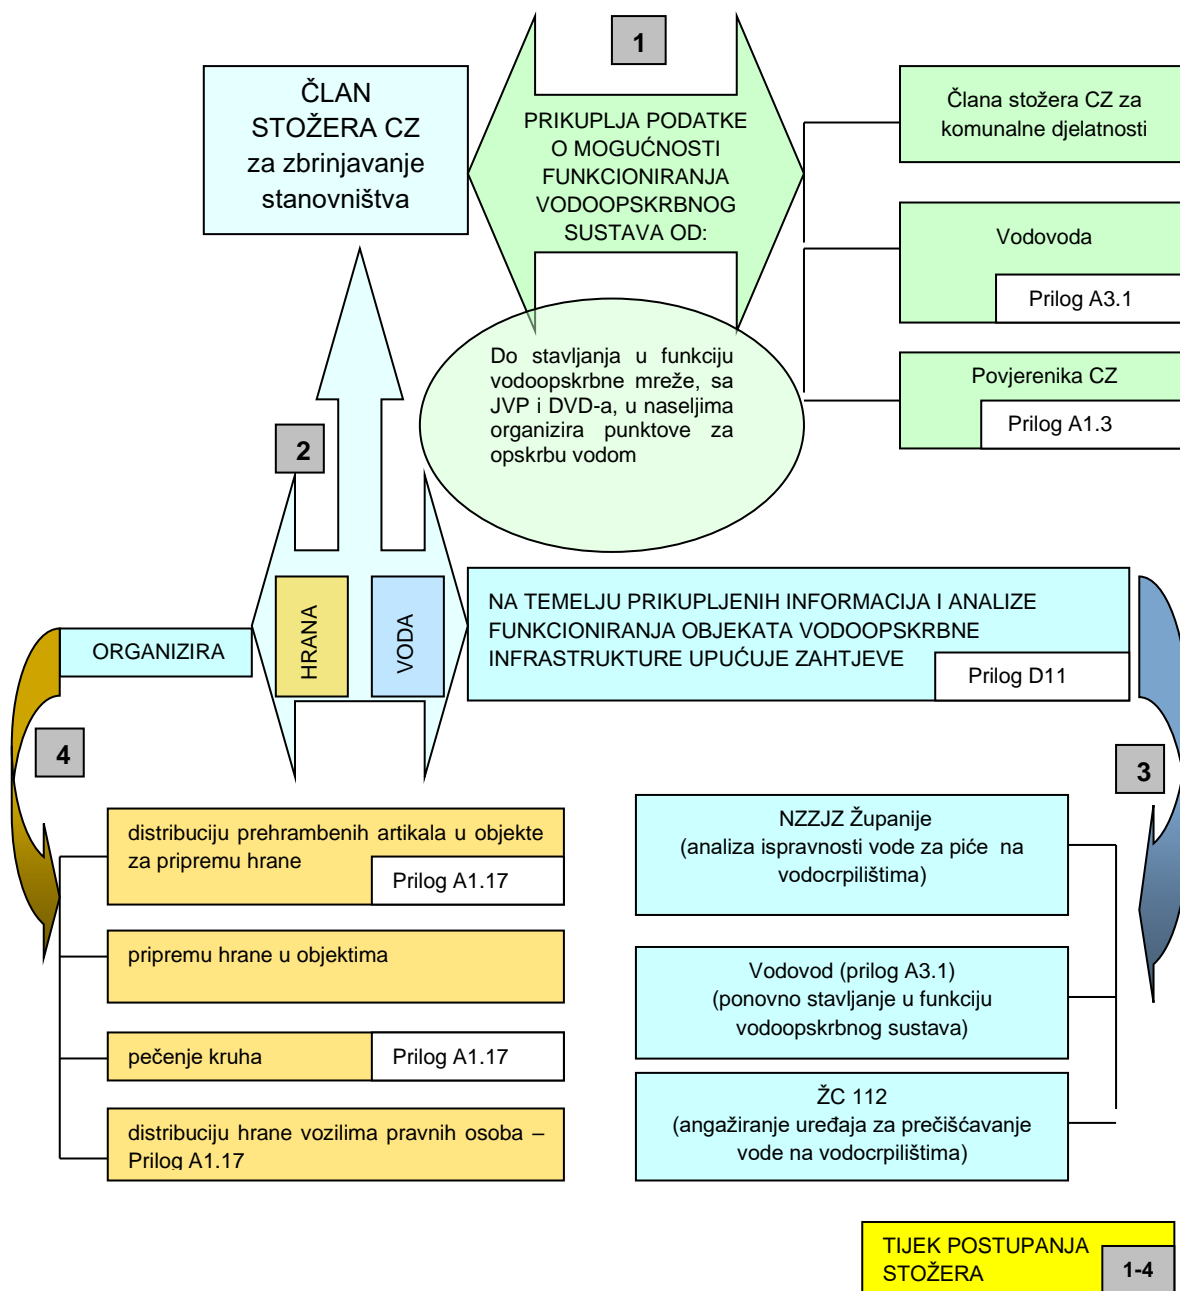 1
ČLAN
STOŽERA CZ
za zbrinjavanje
stanovništva
PRIKUPLJA PODATKE
O MOGUĆNOSTI
FUNKCIONIRANJA
VODOOPSKRBNOG
SUSTAVA OD:
Člana stožera CZ za
komunalne djelatnosti
Vodovoda
Prilog A3.1
Povjerenika CZ
Prilog A1.3
Do stavljanja u funkciju
vodoopskrbne mreže, sa
JVP i DVD-a, u naseljima
organizira punktove za
opskrbu vodom
2
HRANA
VODA
ORGANIZIRA
NA TEMELJU PRIKUPLJENIH INFORMACIJA I ANALIZE
FUNKCIONIRANJA OBJEKATA VODOOPSKRBNE
INFRASTRUKTURE UPUĆUJE ZAHTJEVE
Prilog D11
4
3
distribuciju prehrambenih artikala u objekte
za pripremu hrane
Prilog A1.17
pripremu hrane u objektima
pečenje kruha
Prilog A1.17
distribuciju hrane vozilima pravnih osoba –
Prilog A1.17
NZZJZ Županije
(analiza ispravnosti vode za piće na
vodocrpilištima)
Vodovod (prilog A3.1)
(ponovno stavljanje u funkciju
vodoopskrbnog sustava)
ŽC 112
(angažiranje uređaja za prečišćavanje
vode na vodocrpilištima)
TIJEK POSTUPANJA
STOŽERA
1-4